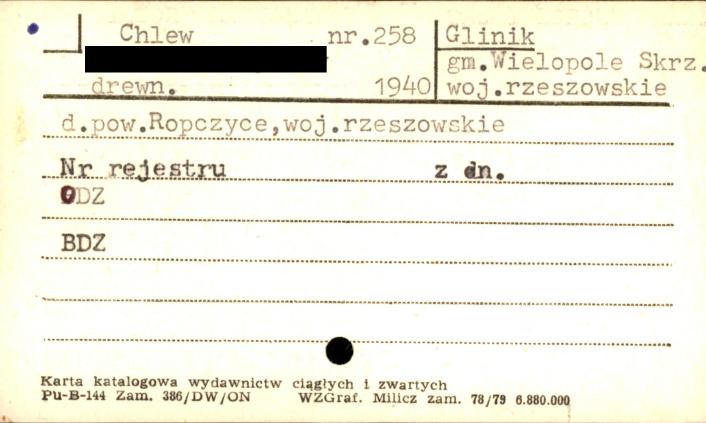 Chlew nr.258 Glinik
gm.Wielopole Skrz.
drewn. 1940 woj.rzeszowskie
d.pow.Ropczyce,woj.rzeszowskie
Nr rejestru z dn.
ODZ
BDZ
Karta katalogowa wydawnictw ciągłych i zwartych
Pu-B-144 Zam. 386/DW/ON WZGraf. Milicz zam. 78/79 6.880.000